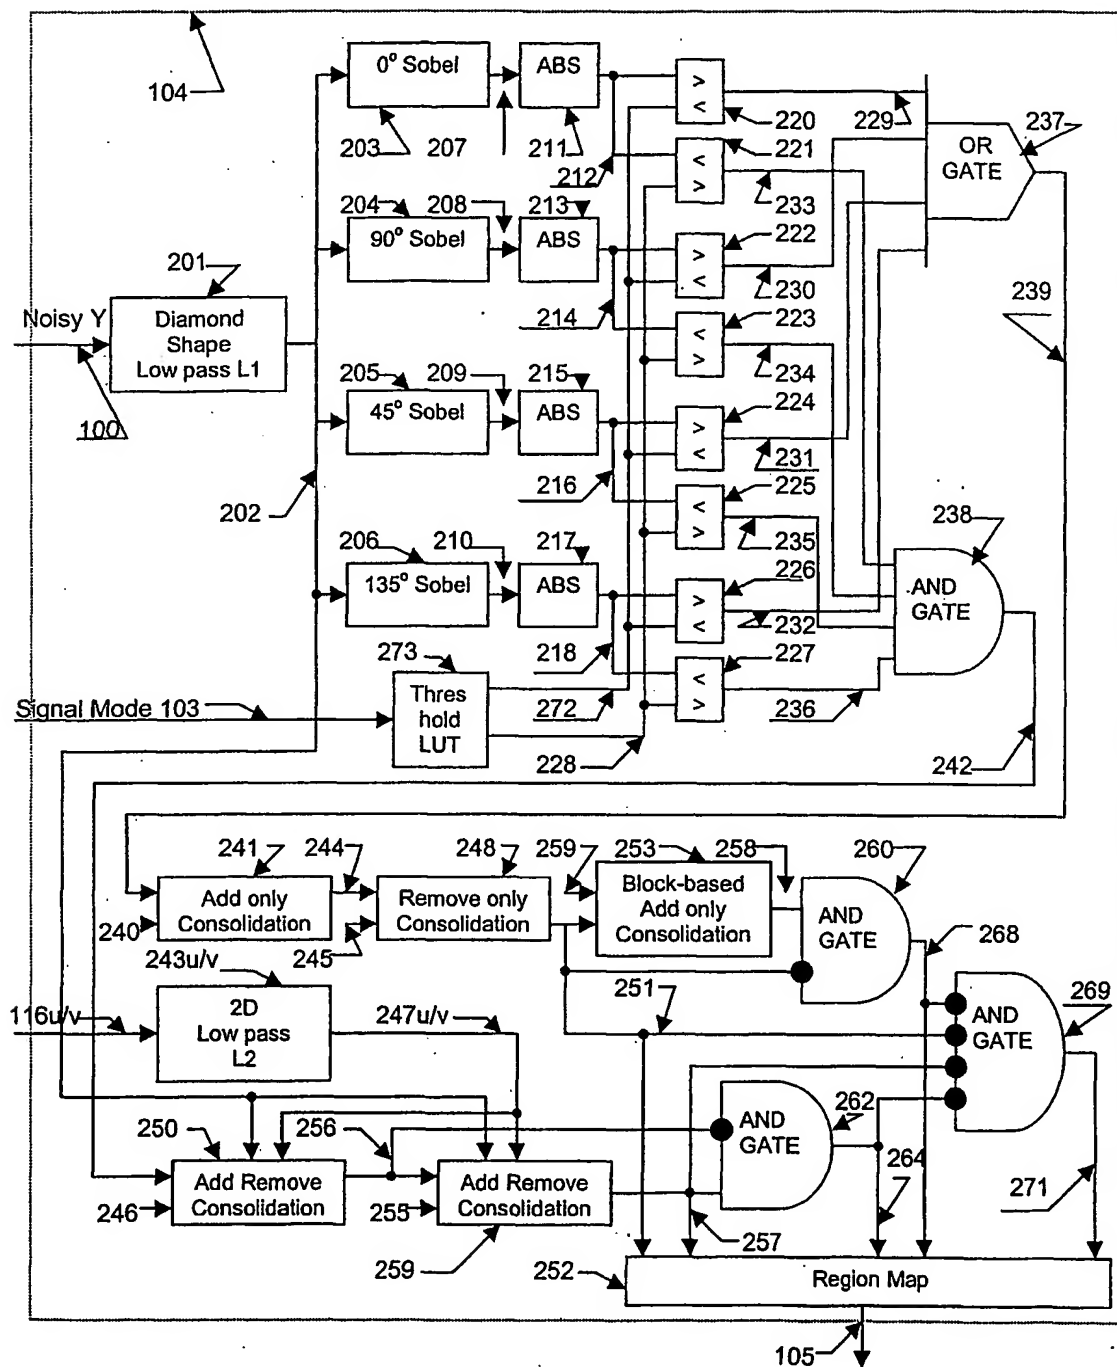 104
0° Sobel
ABS
>
<
203
207
211
212
220
229
221
<
>
233
OR
GATE
237
204
208
213
90° Sobel
ABS
>
<
222
230
239
201
Noisy Y
Diamond
Shape
Low pass L1
100
214
<
>
223
234
205
209
215
45° Sobel
ABS
>
<
224
231
202
216
<
>
225
235
238
206
210
217
135° Sobel
ABS
>
<
226
232
AND
GATE
273
218
<
>
227
236
Signal Mode 103
Thres
hold
LUT
272
228
242
241
244
248
259
253
258
260
Add only
Consolidation
Remove only
Consolidation
Block-based
Add only
Consolidation
AND
GATE
240
245
268
243u/v
251
269
116u/v
2D
Low pass
L2
247u/v
AND
GATE
250
256
AND
GATE
262
264
Add Remove
Consolidation
Add Remove
Consolidation
246
255
271
257
259
252
Region Map
105